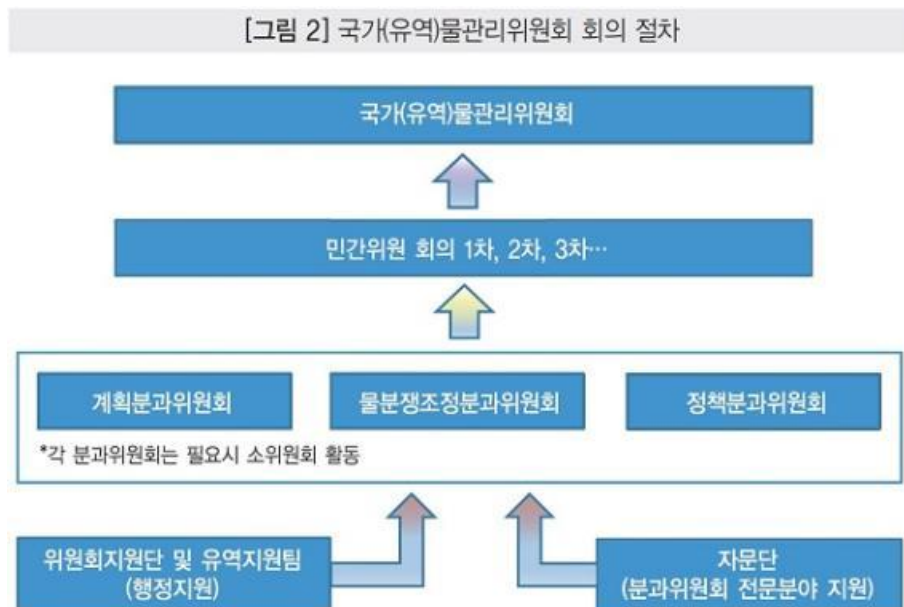 [그림 2] 국가(유역)물관리위원회 회의 절차
국가(유역)물관리위원회
민간위원 회의 1차, 2차, 3차…
계획분과위원회
물분쟁조정분과위원회
정책분과위원회
*각 분과위원회는 필요시 소위원회 활동
위원회지원단 및 유역지원팀
(행정지원)
자문단
(분과위원회 전문분야 지원)